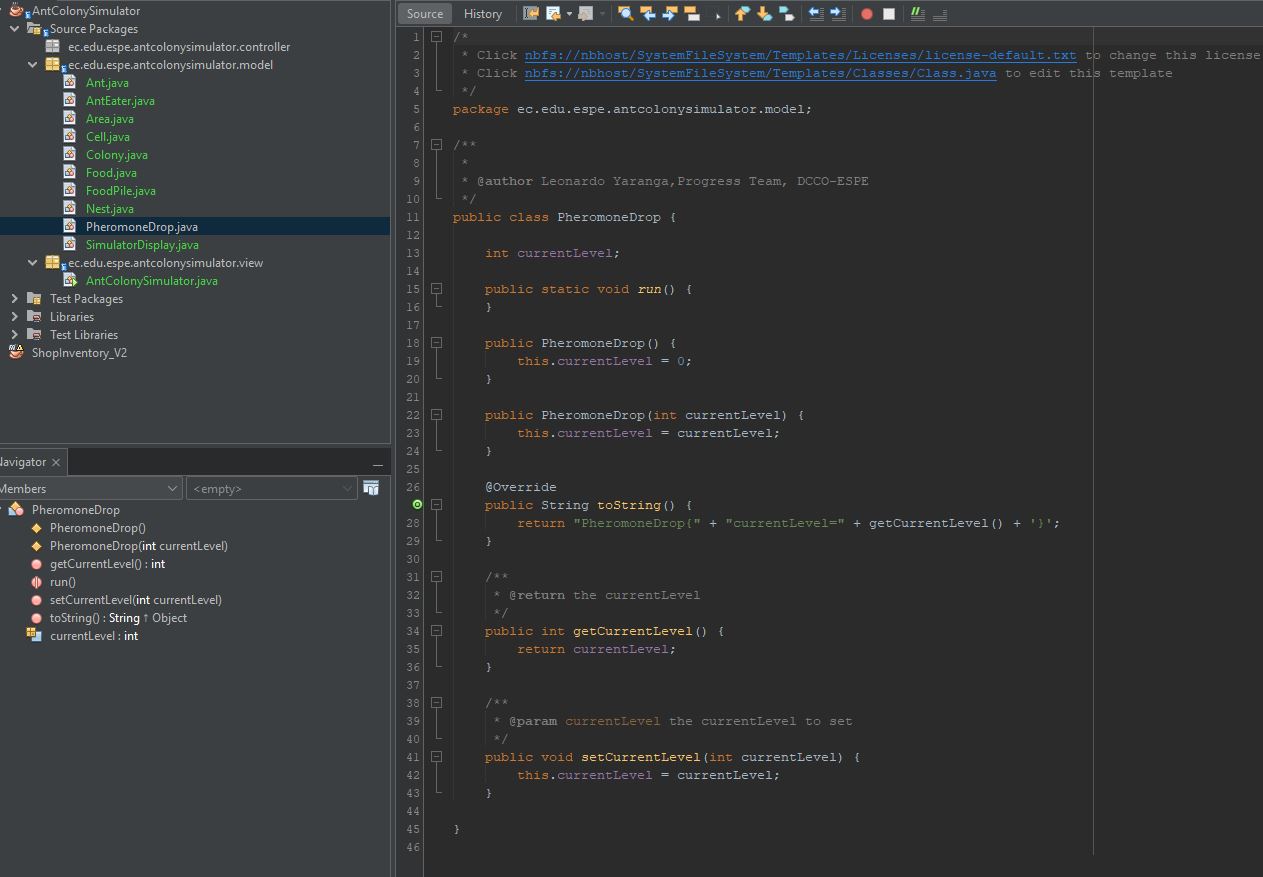 AntColonySimulator
Source Packages
ec.edu.espe.antcolonysimulator.controller
ec.edu.espe.antcolonysimulator.model
Ant.java
AntEater.java
Area.java
Cell.java
Colony.java
Food.java
FoodPile.java
Nest.java
PheromoneDrop.java
SimulatorDisplay.java
ec.edu.espe.antcolonysimulator.view
AntColonySimulator.java
Test Packages
Libraries
Test Libraries
ShopInventory_V2
Navigator
Members
<empty>
PheromoneDrop
PheromoneDrop()
PheromoneDrop(int currentLevel)
getCurrentLevel() : int
run()
setCurrentLevel(int currentLevel)
toString() : String ↑ Object
currentLevel : int
Source History
1 /*
2 * Click nbfs://nbhost/SystemFileSystem/Templates/Licenses/license-default.txt to change this license
3 * Click nbfs://nbhost/SystemFileSystem/Templates/Classes/Class.java to edit this template
4 */
5 package ec.edu.espe.antcolonysimulator.model;
6
7 /**
8 *
9 * @author Leonardo Yaranga,Progress Team, DCCO-ESPE
10 */
11 public class PheromoneDrop {
12
13 int currentLevel;
14
15 public static void run() {
16 }
17
18 public PheromoneDrop() {
19 this.currentLevel = 0;
20 }
21
22 public PheromoneDrop(int currentLevel) {
23 this.currentLevel = currentLevel;
24 }
25
26 @Override
public String toString() {
28 return "PheromoneDrop{" + "currentLevel=" + getCurrentLevel() + '}';
29 }
30
31 /**
32 * @return the currentLevel
33 */
34 public int getCurrentLevel() {
35 return currentLevel;
36 }
37
38 /**
39 * @param currentLevel the currentLevel to set
40 */
41 public void setCurrentLevel(int currentLevel) {
42 this.currentLevel = currentLevel;
43 }
44
45 }
46